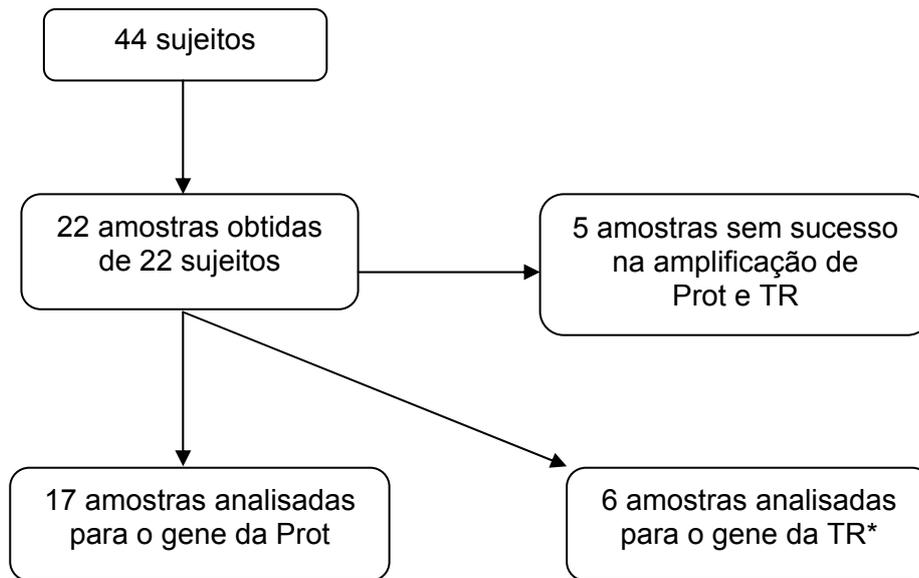 44 sujeitos
22 amostras obtidas
de 22 sujeitos
5 amostras sem sucesso
na amplificação de
Prot e TR
17 amostras analisadas
para o gene da Prot
6 amostras analisadas
para o gene da TR*